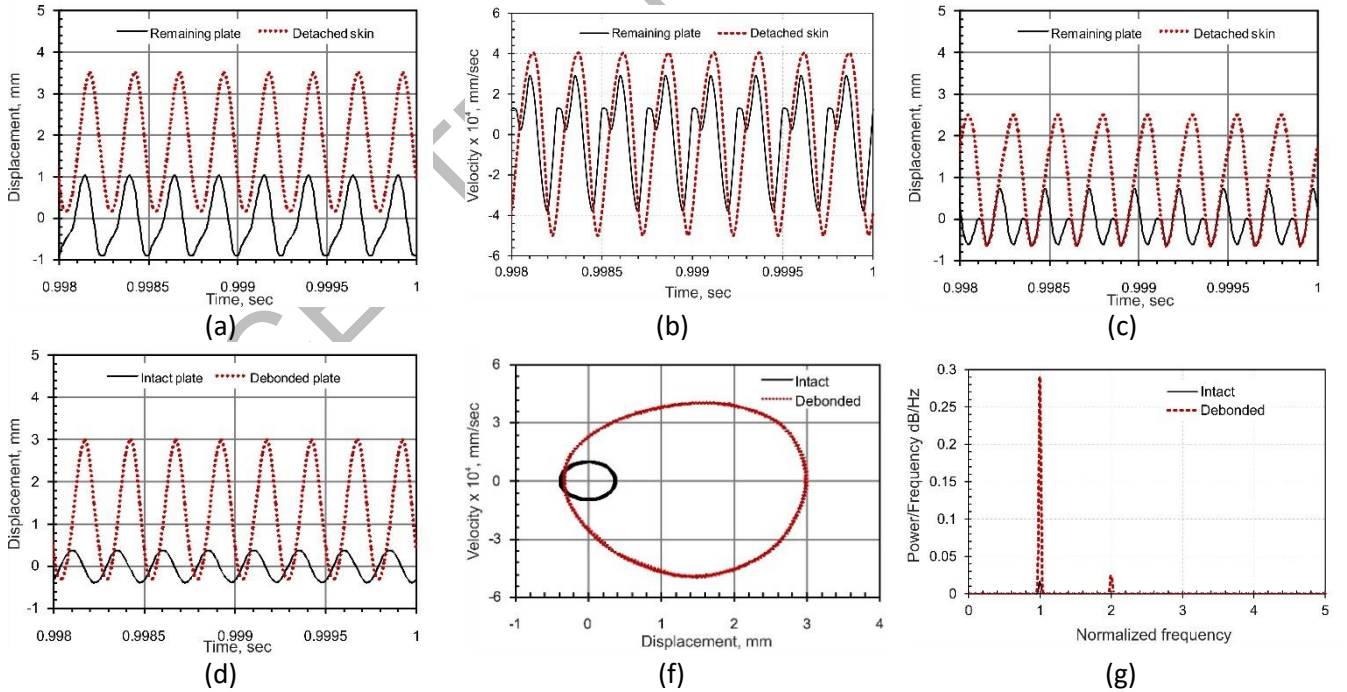 5
4
3
2
1
0
-1
Displacement, mm
Remaining plate
Detached skin
0.998
0.9985
0.999
0.9995
1
Time, sec
(a)
6
4
2
0
-2
-4
-6
Velocity x 10⁴, mm/sec
Remaining plate
Detached skin
0.998
0.9985
0.999
0.9995
1
Time, sec
(b)
5
4
3
2
1
0
-1
Displacement, mm
Remaining plate
Detached skin
0.998
0.9985
0.999
0.9995
1
Time, sec
(c)
5
4
3
2
1
0
-1
Displacement, mm
Intact plate
Debonded plate
0.998
0.9985
0.999
0.9995
1
Time, sec
(d)
6
3
0
-3
-6
Velocity x 10⁴, mm/sec
Intact
Debonded
-1
0
1
2
3
4
Displacement, mm
(f)
0.3
0.25
0.2
0.15
0.1
0.05
0
Power/Frequency dB/Hz
Intact
Debonded
0
1
2
3
4
5
Normalized frequency
(g)